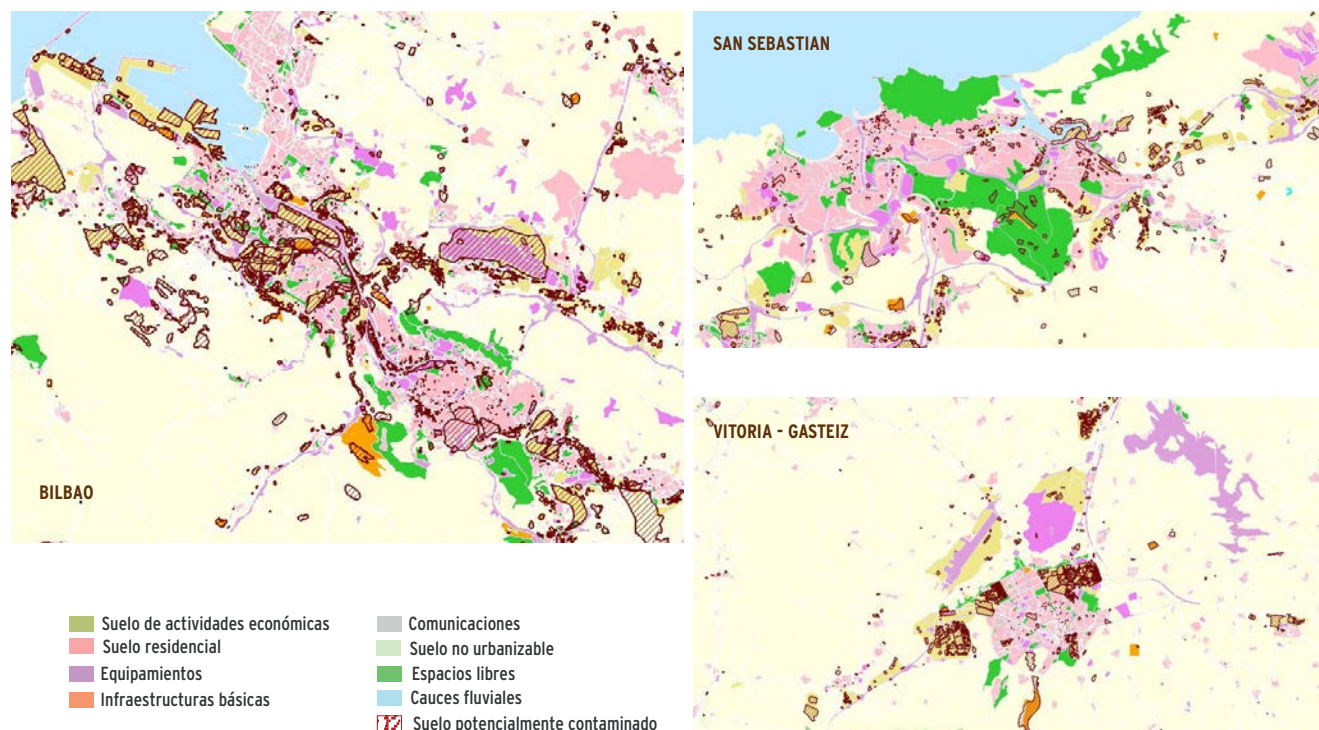 SAN SEBASTIAN
VITORIA - GASTEIZ
BILBAO
Suelo de actividades económicas
Suelo residencial
Equipamientos
Infraestructuras básicas
Comunicaciones
Suelo no urbanizable
Espacios libres
Cauces fluviales
Suelo potencialmente contaminado